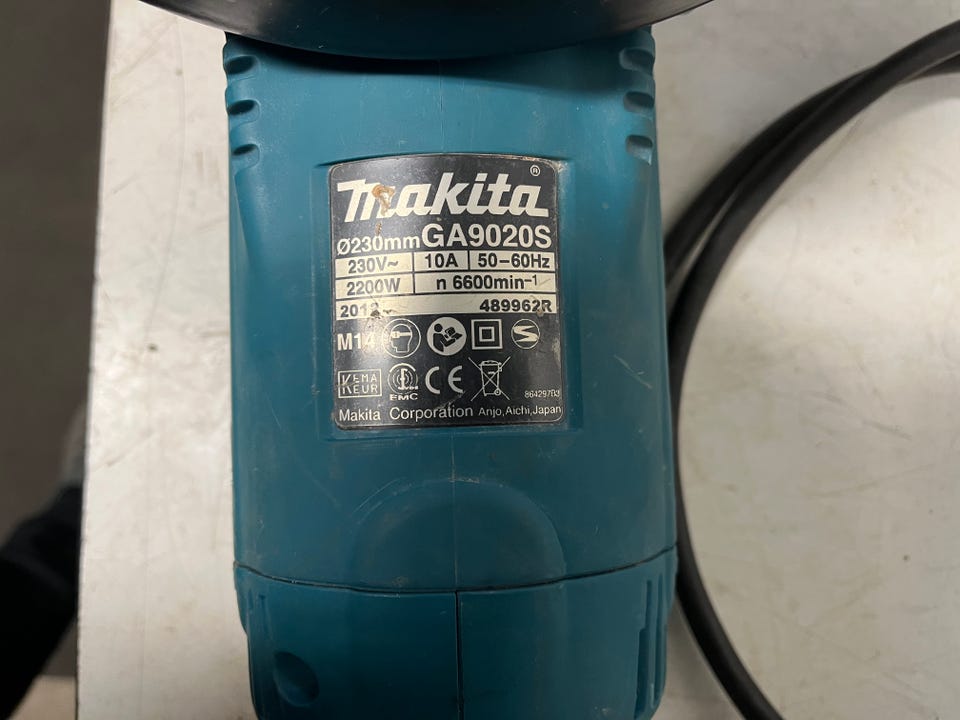 makita®
Ø230mm GA9020S
230V~ 10A 50-60Hz
2200W n 6600min⁻¹
489962R
M14
KEMA
KEUR
EMC
CE
864297B3
Makita Corporation Anjo, Aichi, Japan